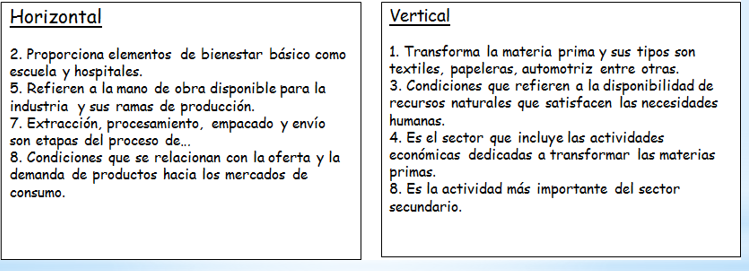 Horizontal
2. Proporciona elementos de bienestar básico como
escuela y hospitales.
5. Refieren a la mano de obra disponible para la
industria y sus ramas de producción.
7. Extracción, procesamiento, empacado y envío
son etapas del proceso de...
8. Condiciones que se relacionan con la oferta y la
demanda de productos hacia los mercados de
consumo.
Vertical
1. Transforma la materia prima y sus tipos son
textiles, papeleras, automotriz entre otras.
3. Condiciones que refieren a la disponibilidad de
recursos naturales que satisfacen las necesidades
humanas.
4. Es el sector que incluye las actividades
económicas dedicadas a transformar las materias
primas.
8. Es la actividad más importante del sector
secundario.